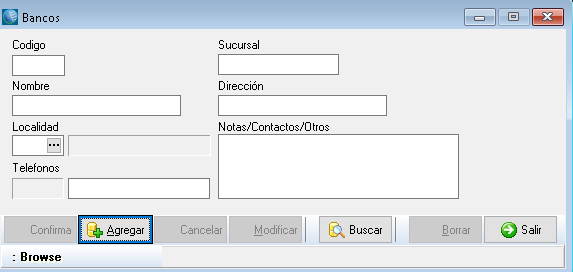 Bancos
Codigo
Sucursal
Nombre
Dirección
Localidad
Notas/Contactos/Otros
...
Telefonos
Confirma Agregar Cancelar Modificar Buscar Borrar Salir
: Browse